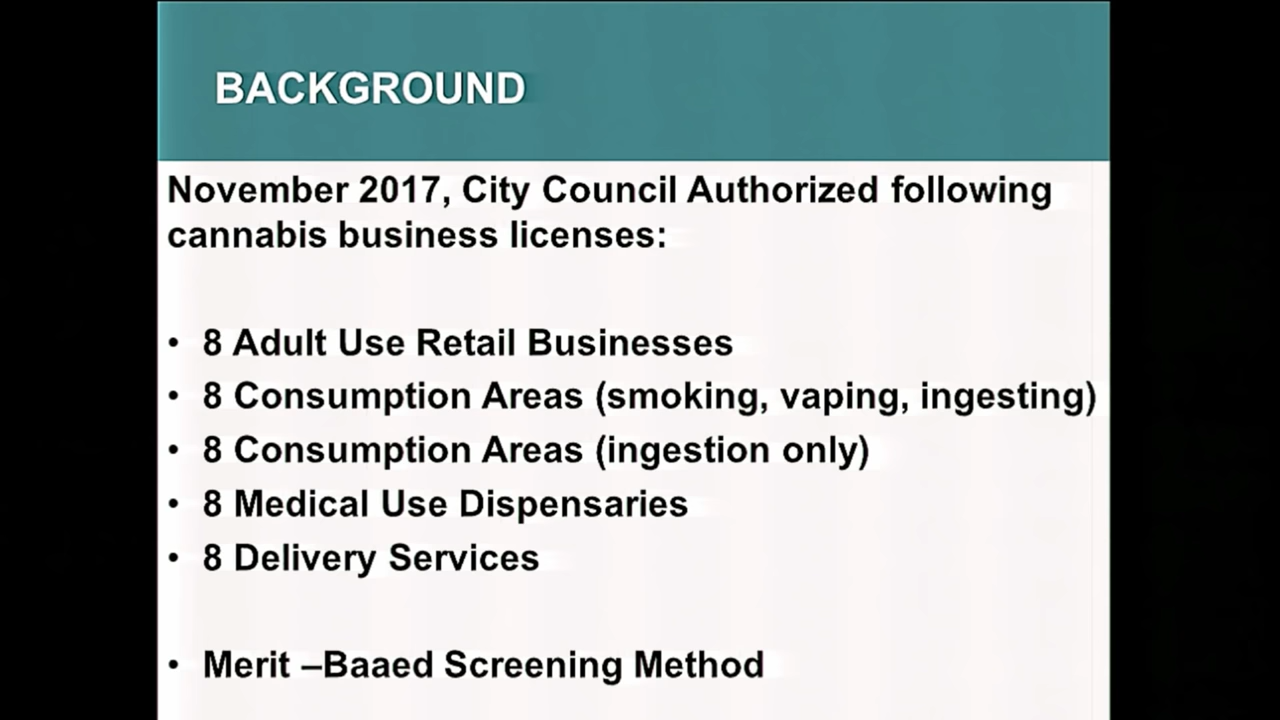 BACKGROUND
November 2017, City Council Authorized following
cannabis business licenses:
• 8 Adult Use Retail Businesses
• 8 Consumption Areas (smoking, vaping, ingesting)
• 8 Consumption Areas (ingestion only)
• 8 Medical Use Dispensaries
• 8 Delivery Services
• Merit –Baaed Screening Method